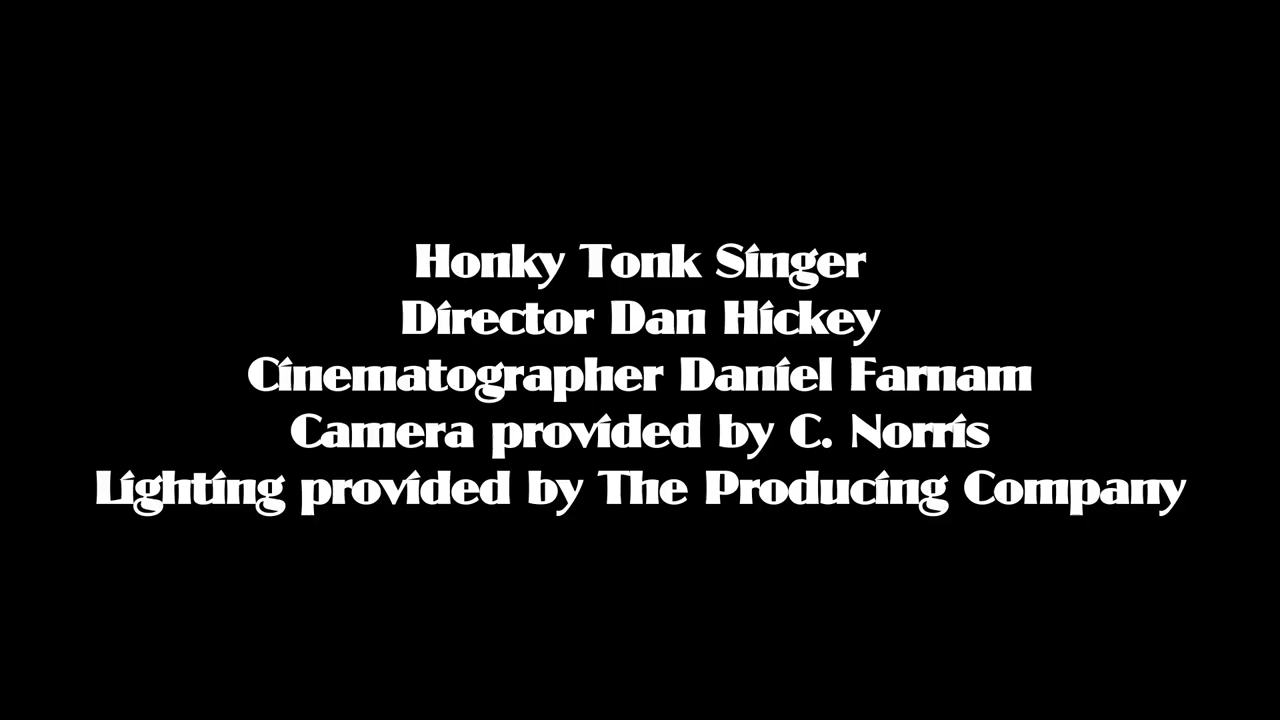 Honky Tonk Singer
Director Dan Hickey
Cinematographer Daniel Farnam
Camera provided by C. Norris
Lighting provided by The Producing Company